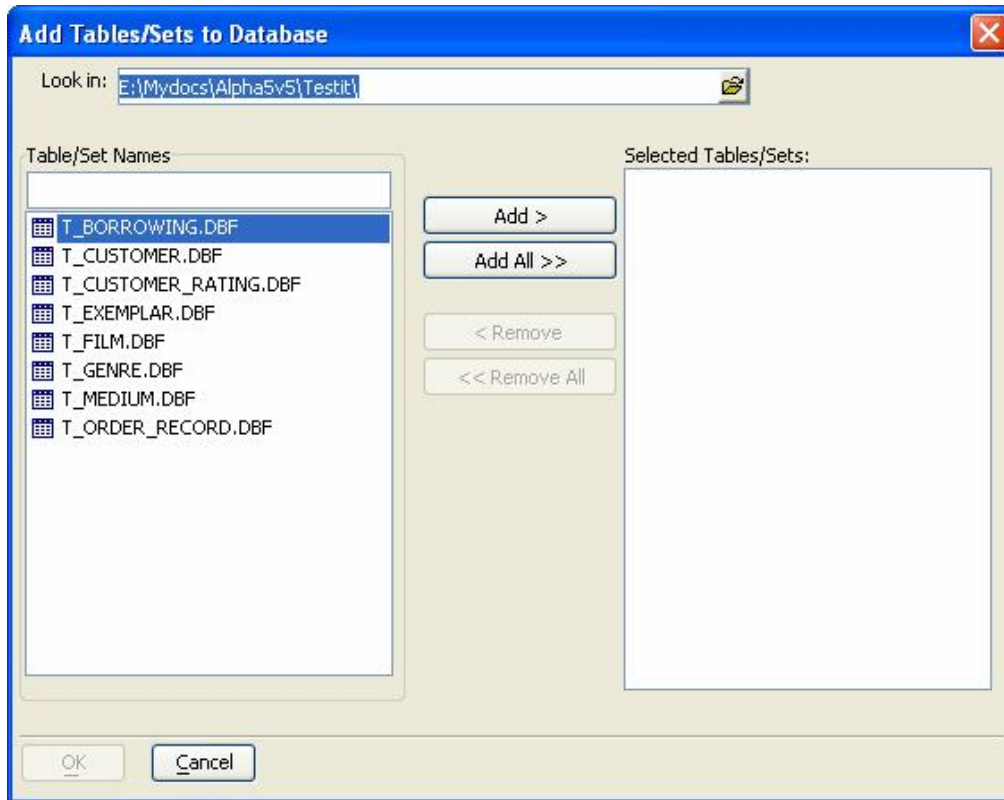 Add Tables/Sets to Database
Look in: E:\Mydocs\Alpha5v5\Testit\
Table/Set Names
Selected Tables/Sets:
T_BORROWING.DBF
T_CUSTOMER.DBF
T_CUSTOMER_RATING.DBF
T_EXEMPLAR.DBF
T_FILM.DBF
T_GENRE.DBF
T_MEDIUM.DBF
T_ORDER_RECORD.DBF
Add >
Add All >>
< Remove
<< Remove All
OK
Cancel